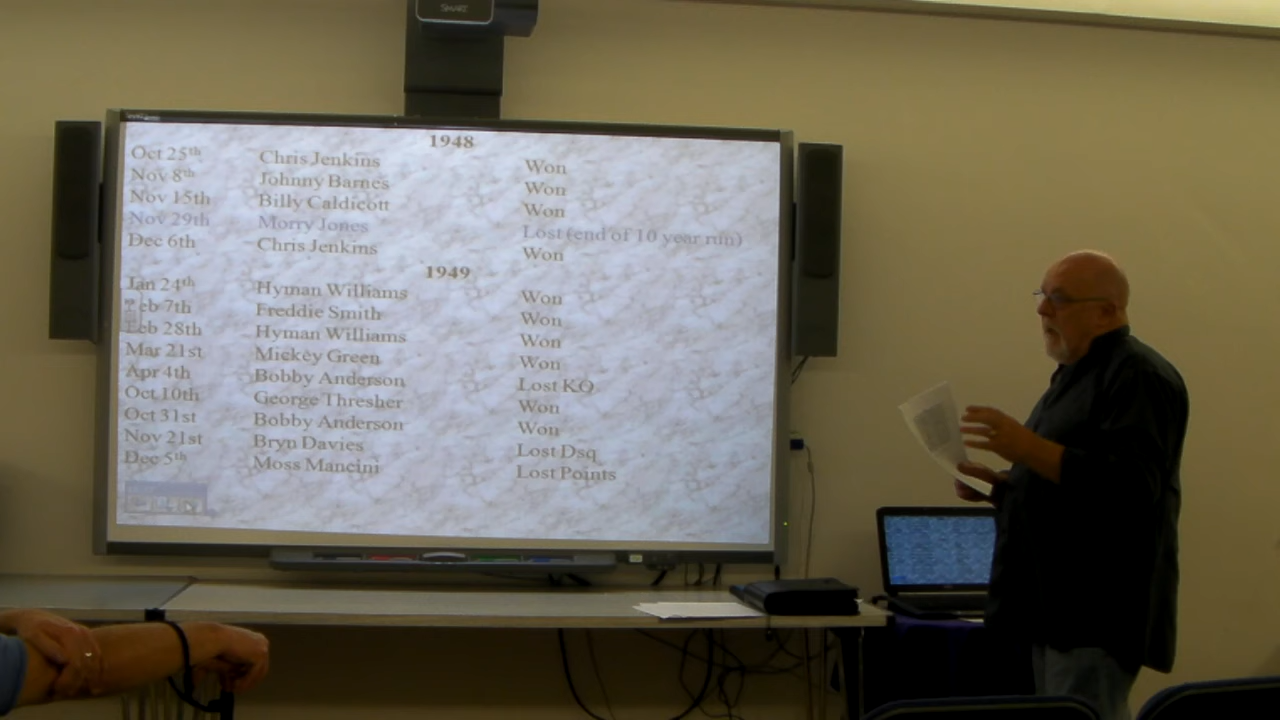 SMART
1948
Oct 25th Chris Jenkins Won
Nov 8th Johnny Barnes Won
Nov 15th Billy Caldicott Won
Nov 29th Morry Jones Lost (end of 10 year run)
Dec 6th Chris Jenkins Won
1949
Jan 24th Hyman Williams Won
Feb 7th Freddie Smith Won
Feb 28th Hyman Williams Won
Mar 21st Mickey Green Won
Apr 4th Bobby Anderson Lost KO
Oct 10th George Thresher Won
Oct 31st Bobby Anderson Won
Nov 21st Bryn Davies Lost Dsq
Dec 5th Moss Mancini Lost Points